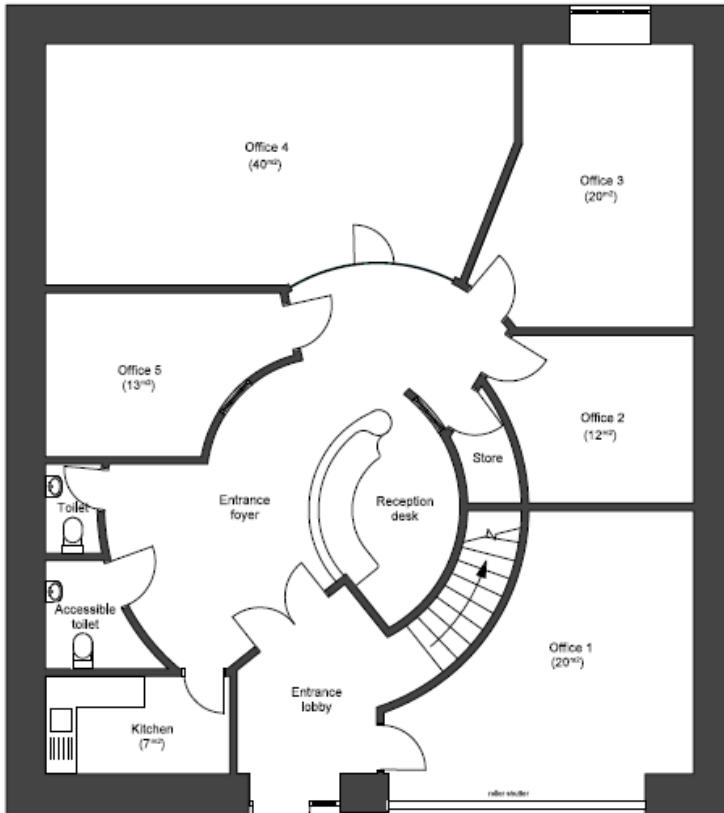 Office 4
(40m2)
Office 3
(20m2)
Office 5
(13m2)
Office 2
(12m2)
Store
Toilet
Entrance
foyer
Reception
desk
Accessible
toilet
Office 1
(20m2)
Entrance
lobby
Kitchen
(7m2)
roller shutter